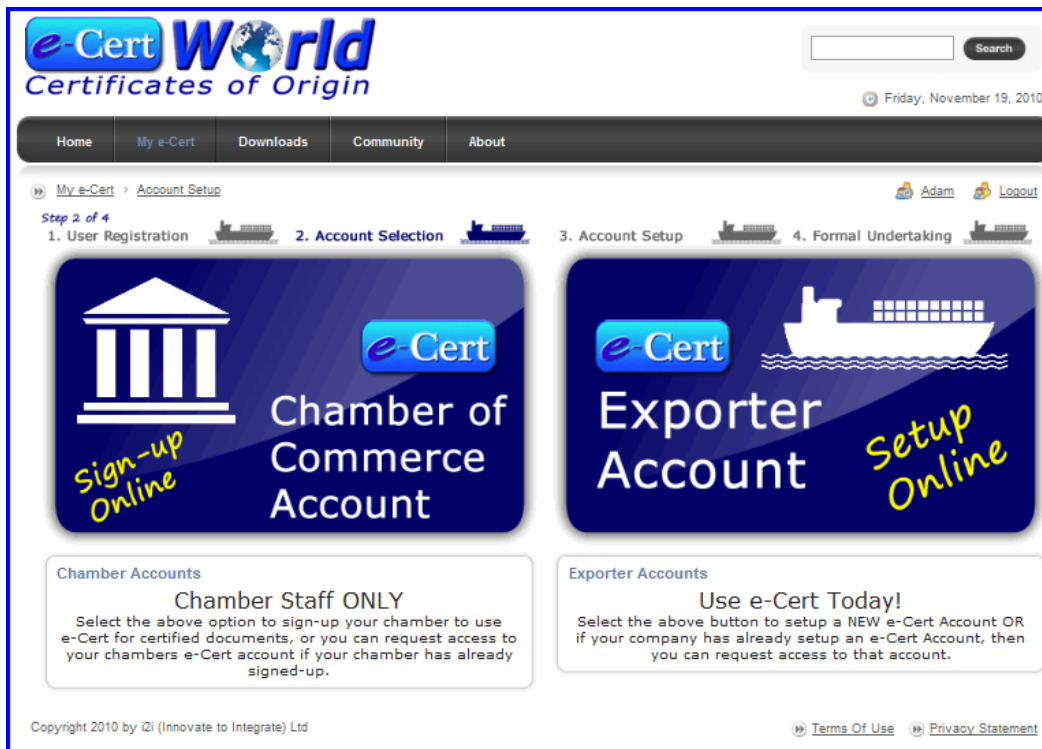 e-Cert World
Certificates of Origin
Search
Friday, November 19, 2010
Home My e-Cert Downloads Community About
My e-Cert > Account Setup
Adam Logout
Step 2 of 4
1. User Registration 2. Account Selection 3. Account Setup 4. Formal Undertaking
e-Cert
Chamber of
Commerce
Account
Sign-up
Online
e-Cert
Exporter
Account
Setup
Online
Chamber Accounts
Chamber Staff ONLY
Select the above option to sign-up your chamber to use
e-Cert for certified documents, or you can request access to
your chambers e-Cert account if your chamber has already
signed-up.
Exporter Accounts
Use e-Cert Today!
Select the above button to setup a NEW e-Cert Account OR
if your company has already setup an e-Cert Account, then
you can request access to that account.
Copyright 2010 by i2i (Innovate to Integrate) Ltd
Terms Of Use Privacy Statement